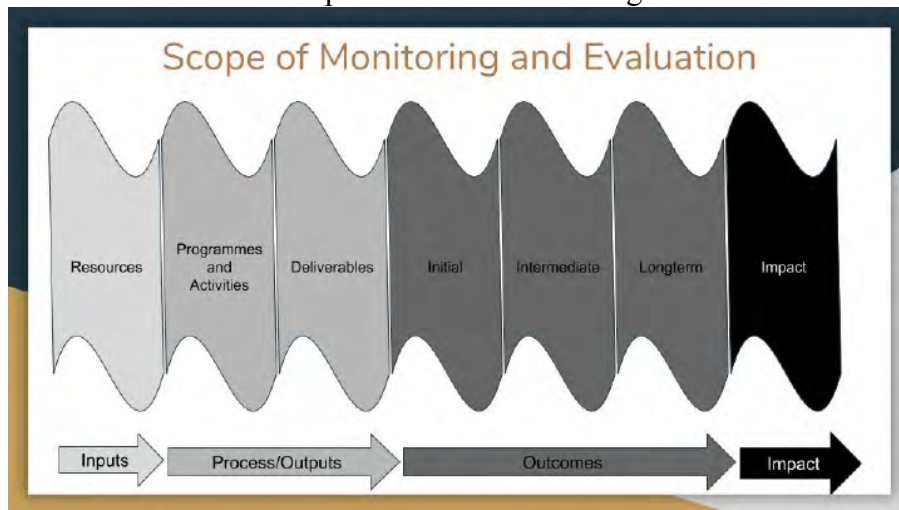 Scope of Monitoring and Evaluation
Resources
Programmes
and
Activities
Deliverables
Initial
Intermediate
Longterm
Impact
Inputs
Process/Outputs
Outcomes
Impact